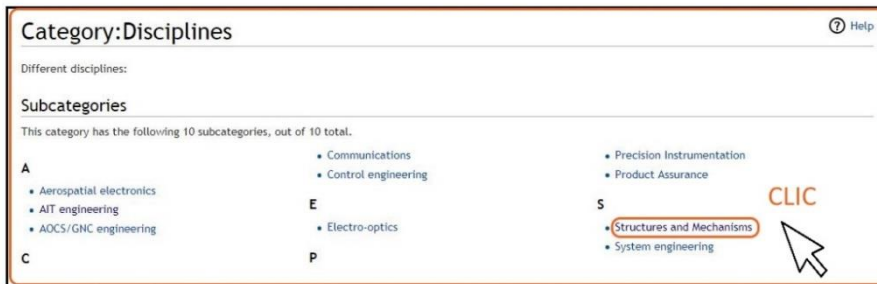 Category:Disciplines
Help
Different disciplines:
Subcategories
This category has the following 10 subcategories, out of 10 total.
A
• Aerospatial electronics
• AIT engineering
• AOCS/GNC engineering
C
• Communications
• Control engineering
E
• Electro-optics
P
• Precision Instrumentation
• Product Assurance
S
• Structures and Mechanisms
• System engineering
CLIC